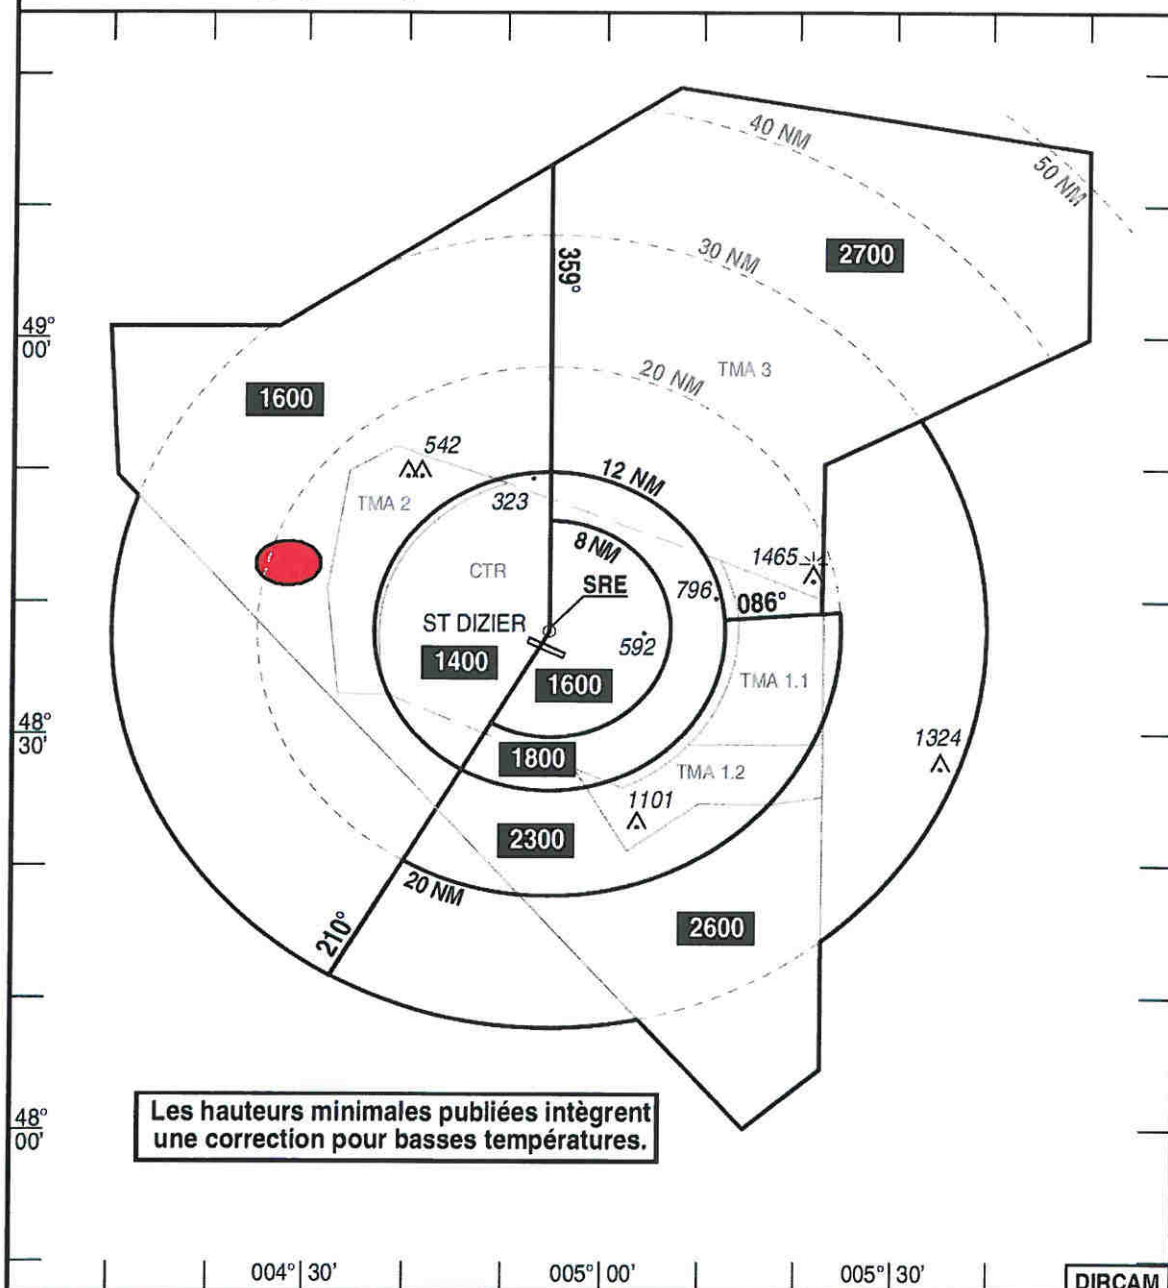 40 NM
50 NM
30 NM
2700
359°
49°
00'
20 NM
TMA 3
1600
542
12 NM
TMA 2
323
8 NM
1465
CTR
SRE
796
086°
ST DIZIER
592
1400
1600
TMA 1.1
48°
30'
1800
1324
TMA 1.2
1101
2300
20 NM
210°
2600
Les hauteurs minimales publiées intègrent
une correction pour basses températures.
48°
00'
004° 30'
005° 00'
005° 30'
DIRCAM